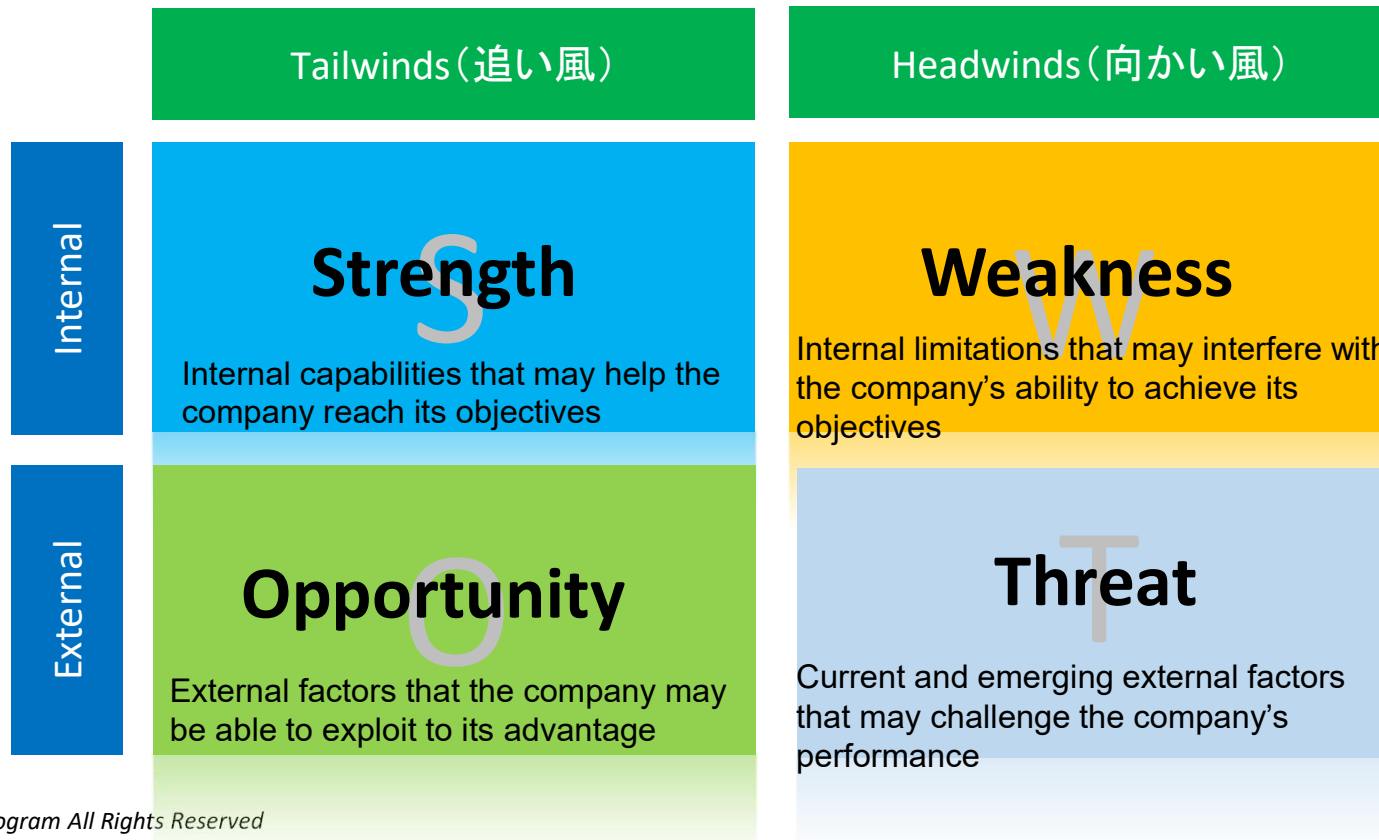 Tailwinds(追い風)
Headwinds(向かい風)
Internal
S
Strength
Internal capabilities that may help the
company reach its objectives
W
Weakness
Internal limitations that may interfere with
the company’s ability to achieve its
objectives
External
O
Opportunity
External factors that the company may
be able to exploit to its advantage
T
Threat
Current and emerging external factors
that may challenge the company’s
performance
ogram All Rights Reserved